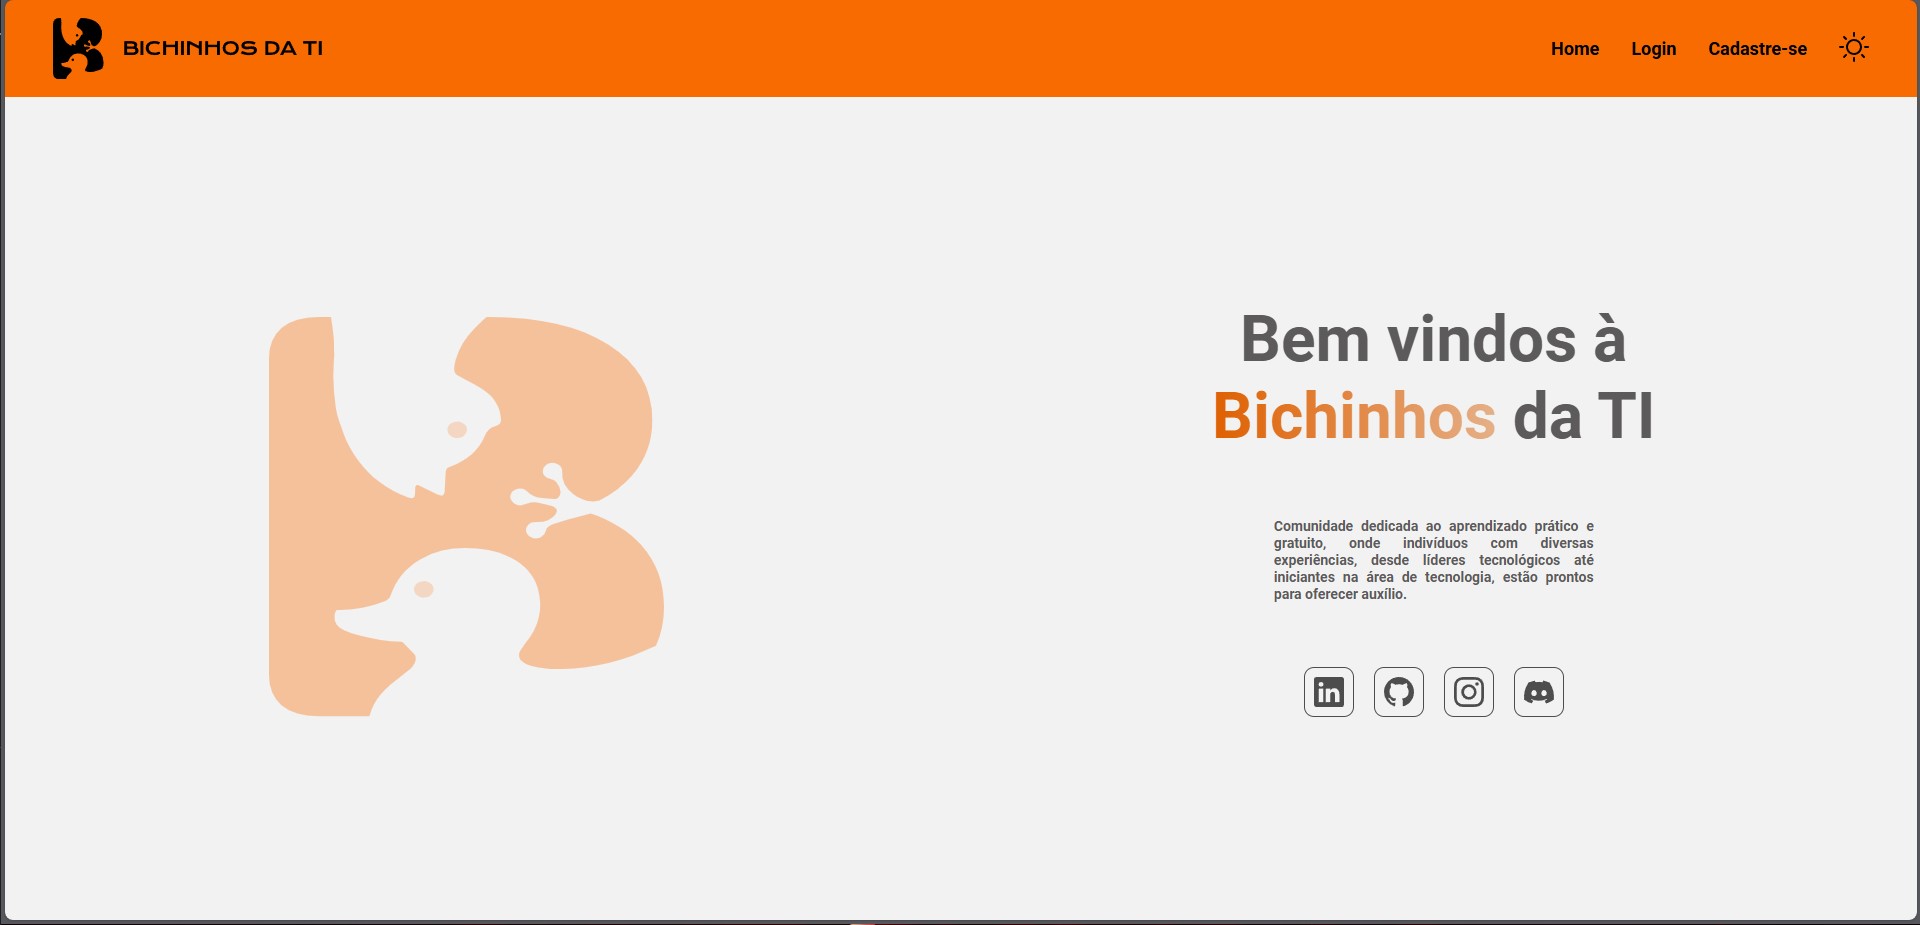 BICHINHOS DA TI
Home Login Cadastre-se
Bem vindos à
Bichinhos da TI
Comunidade dedicada ao aprendizado prático e
gratuito, onde indivíduos com diversas
experiências, desde líderes tecnológicos até
iniciantes na área de tecnologia, estão prontos
para oferecer auxílio.
in